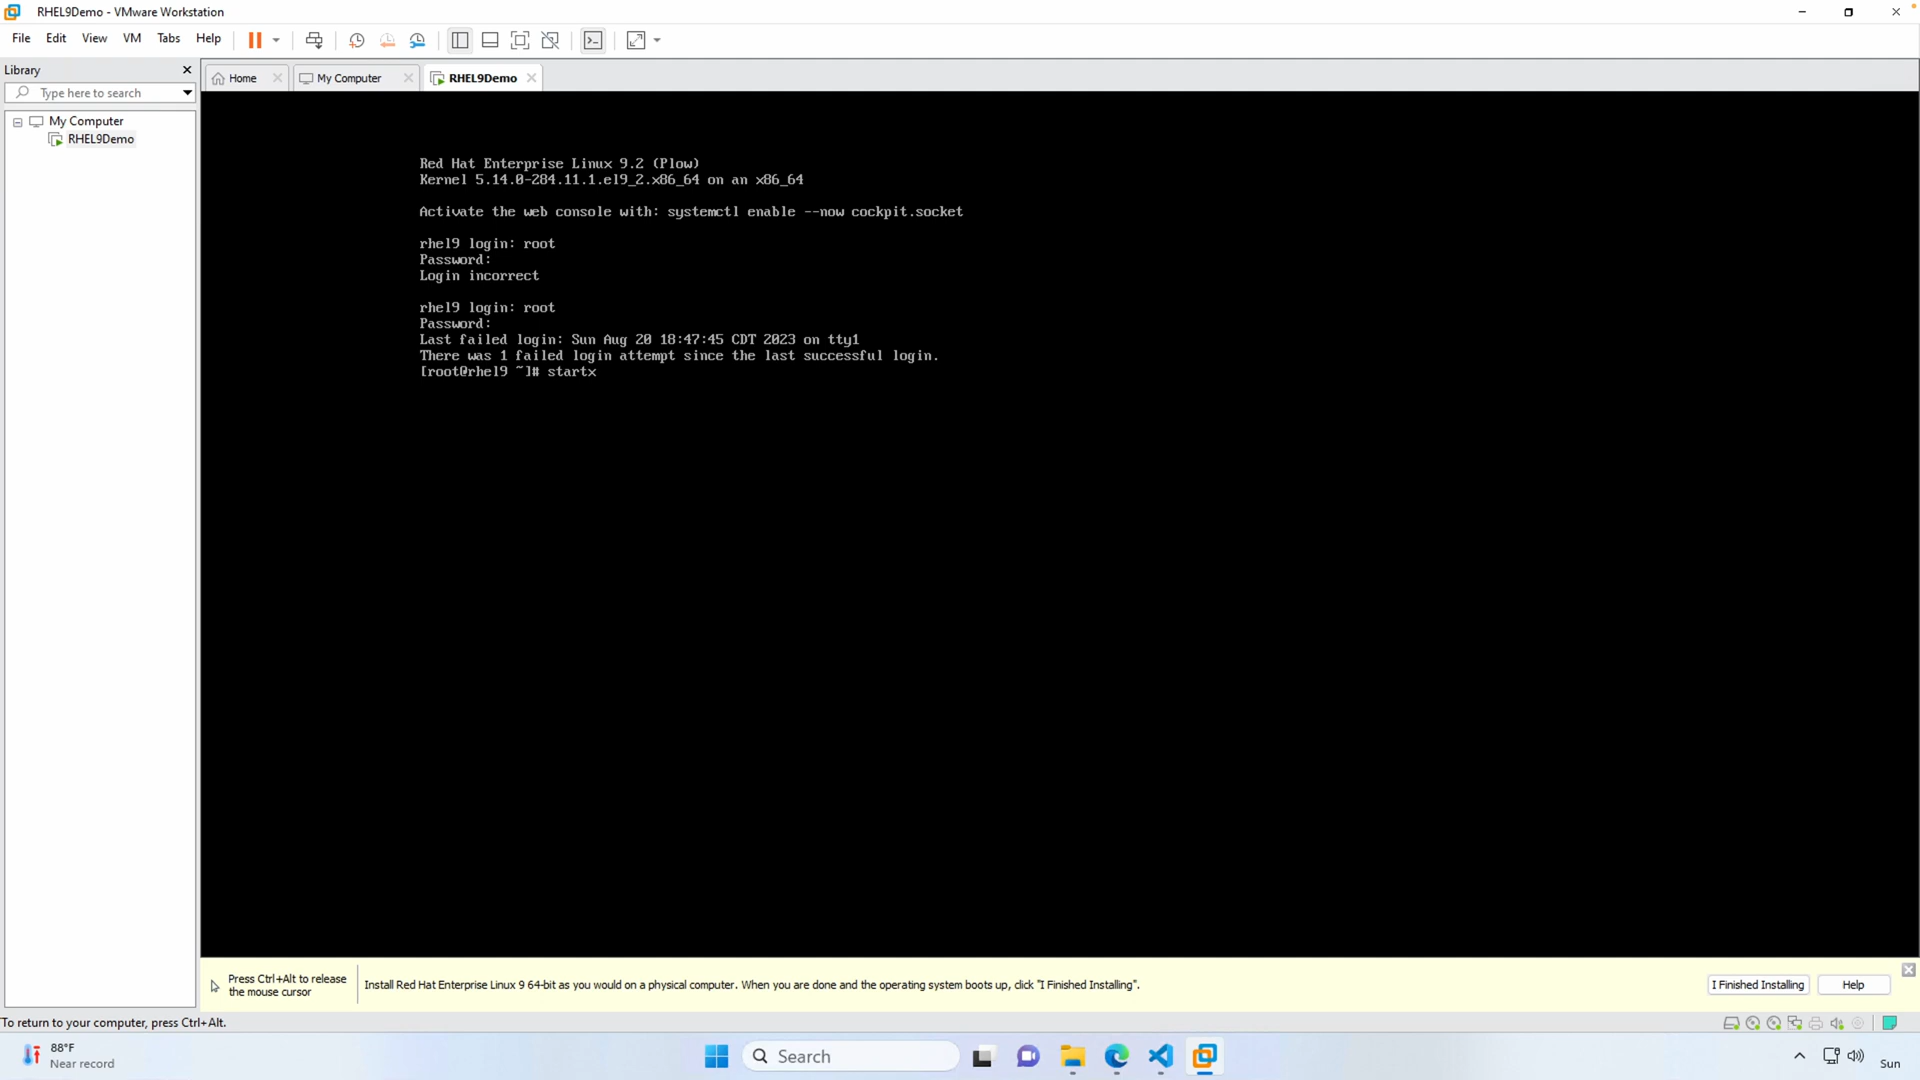 RHEL9Demo - VMware Workstation
File Edit View VM Tabs Help
Library
Type here to search
My Computer
RHEL9Demo
Home
My Computer
RHEL9Demo
Red Hat Enterprise Linux 9.2 (Plow)
Kernel 5.14.0-284.11.1.el9_2.x86_64 on an x86_64
Activate the web console with: systemctl enable --now cockpit.socket
rhel9 login: root
Password:
Login incorrect
rhel9 login: root
Password:
Last failed login: Sun Aug 20 18:47:45 CDT 2023 on tty1
There was 1 failed login attempt since the last successful login.
[root@rhel9 ~]# startx
Press Ctrl+Alt to release
the mouse cursor
Install Red Hat Enterprise Linux 9 64-bit as you would on a physical computer. When you are done and the operating system boots up, click "I Finished Installing".
I Finished Installing
Help
To return to your computer, press Ctrl+Alt.
88°F
Near record
Search
Sun